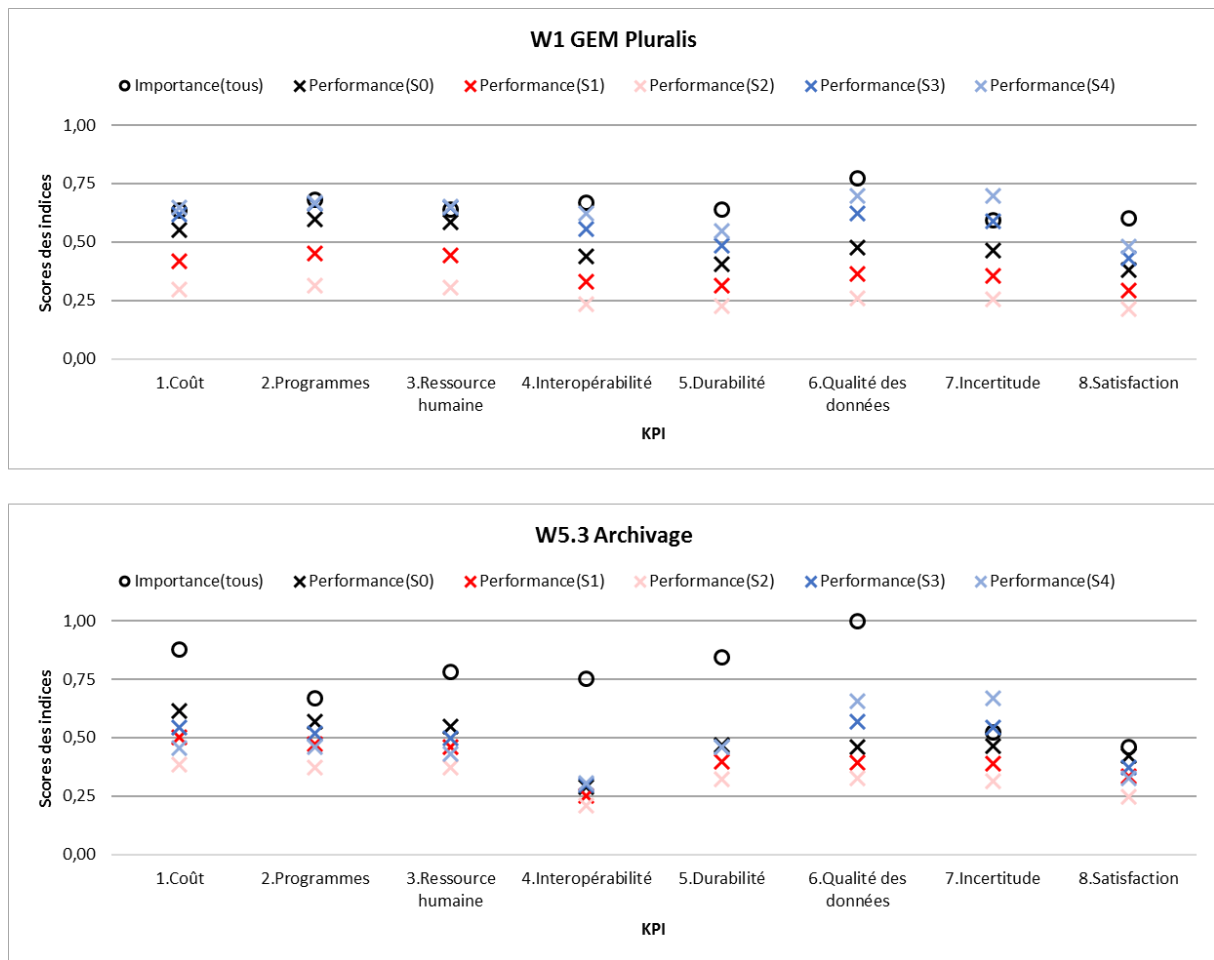 W1 GEM Pluralis
Importance(tous) Performance(S0) Performance(S1) Performance(S2) Performance(S3) Performance(S4)
Scores des indices
1,00
0,75
0,50
0,25
0,00
1.Coût 2.Programmes 3.Ressource 4.Interopérabilité 5.Durabilité 6.Qualité des 7.Incertitude 8.Satisfaction
humaine données
KPI
W5.3 Archivage
Importance(tous) Performance(S0) Performance(S1) Performance(S2) Performance(S3) Performance(S4)
Scores des indices
1,00
0,75
0,50
0,25
0,00
1.Coût 2.Programmes 3.Ressource 4.Interopérabilité 5.Durabilité 6.Qualité des 7.Incertitude 8.Satisfaction
humaine données
KPI